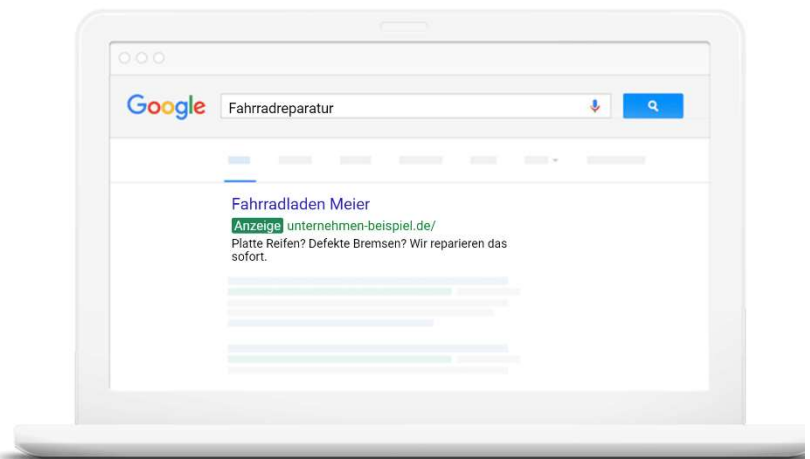 Google Fahrradreparatur
Fahrradladen Meier
Anzeige unternehmen-beispiel.de/
Platte Reifen? Defekte Bremsen? Wir reparieren das
sofort.